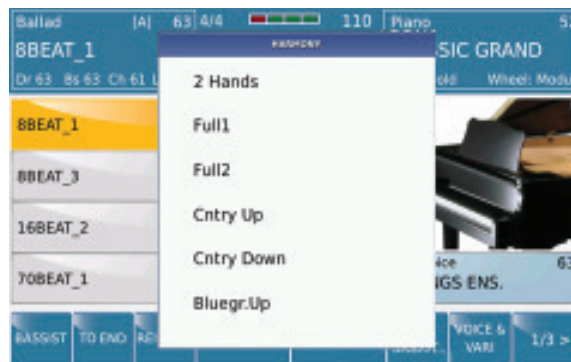 Ballad [A] 63 4/4 110 Piano
8BEAT_1 SIC GRAND
Dr 63 Bs 63 Ch 61 L old Wheel: Modu
HARMONY
2 Hands
Full1
Full2
Cntry Up
Cntry Down
Bluegr.Up
8BEAT_1
8BEAT_3
16BEAT_2
70BEAT_1
GS ENS.
BASSIST TO END VOICE & VARI. 1/3 >